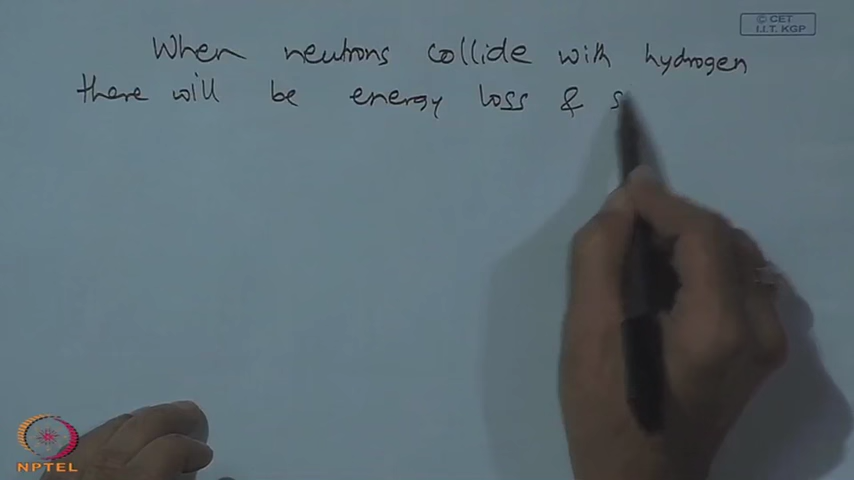 © CET
I.I.T. KGP
When neutrons collide with hydrogen
there will be energy loss & s
NPTEL